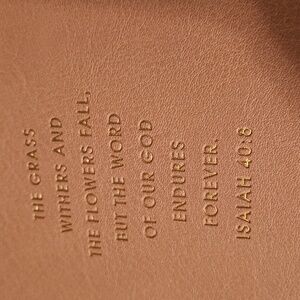 THE GRASS
WITHERS AND
THE FLOWERS FALL,
BUT THE WORD
OF OUR GOD
ENDURES
FOREVER.
ISAIAH 40:8